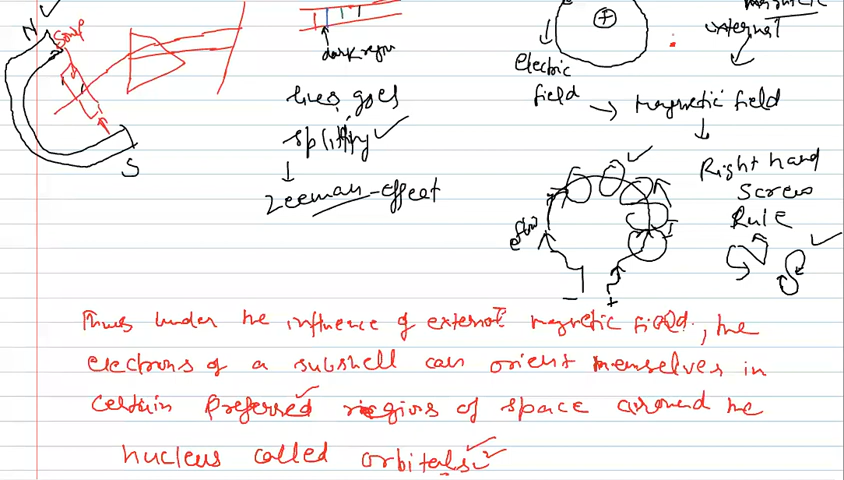 N
S
dark region
lines goes
splitting
Zeeman-effect
+
electric
field
external
magnetic field
Right hand
Screw
Rule
- +
Thus under the influence of external magnetic field, the
electrons of a subshell can orient themselves in
certain preferred regions of space around the
nucleus called orbitals